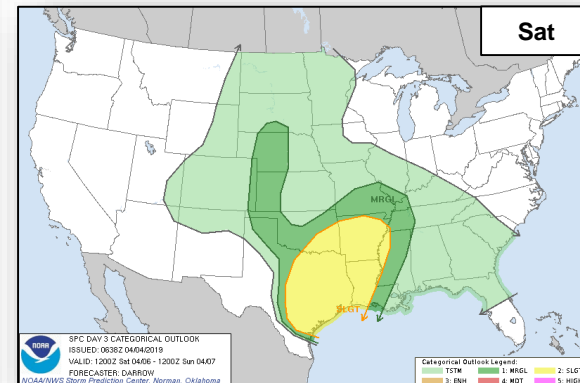 Sat
MRGL
SLGT
NOAA
SPC DAY 3 CATEGORICAL OUTLOOK
ISSUED: 0638Z 04/04/2019
VALID: 1200Z Sat 04/06 - 1200Z Sun 04/07
FORECASTER: DARROW
NOAA/NWS Storm Prediction Center, Norman, Oklahoma
Categorical Outlook Legend:
TSTM 1: MRGL 2: SLGT
3: ENH 4: MDT 5: HIGH